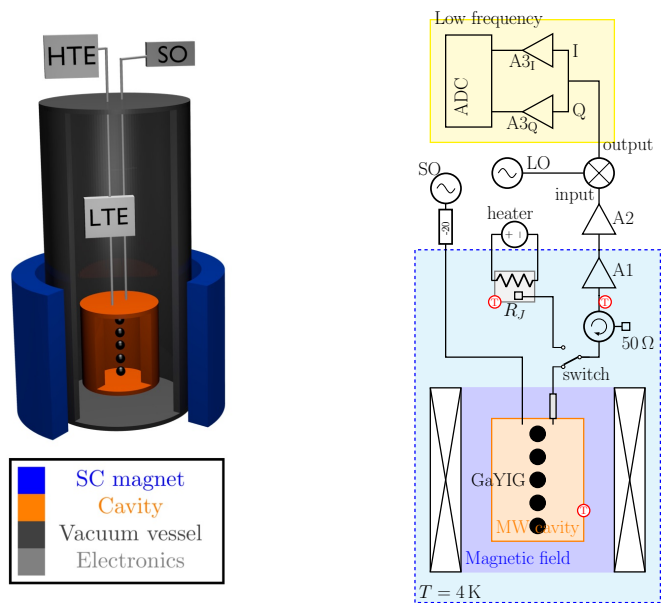 HTE
SO
LTE
SC magnet
Cavity
Vacuum vessel
Electronics
Low frequency
ADC
A3I
I
A3Q
Q
output
SO
LO
input
-20
heater
+ -
A2
A1
T
T
RJ
50 Ω
switch
GaYIG
T
MW cavity
Magnetic field
T = 4 K